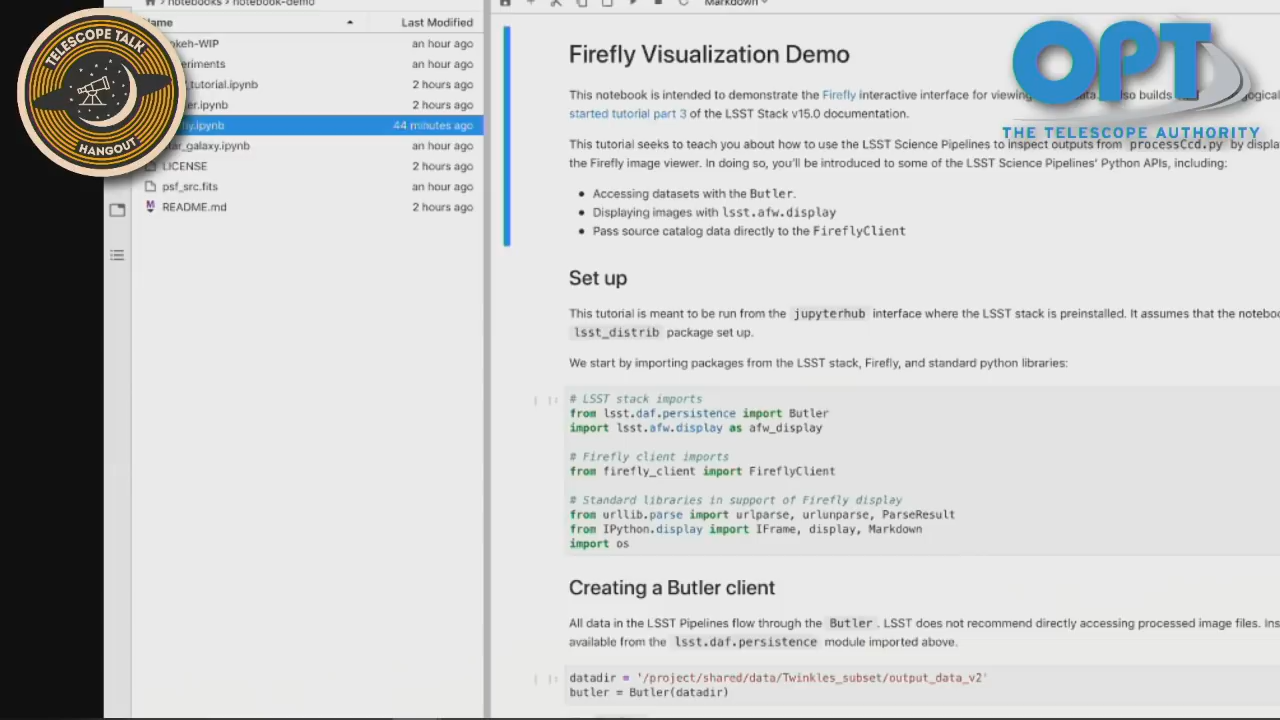 notebooks > notebook-demo
Markdown
Name
Last Modified
TELESCOPE TALK
HANGOUT
keh-WIP
an hour ago
eriments
an hour ago
tutorial.ipynb
2 hours ago
er.ipynb
2 hours ago
ly.ipynb
44 minutes ago
ar_galaxy.ipynb
an hour ago
LICENSE
2 hours ago
psf_src.fits
an hour ago
README.md
2 hours ago
OPT
THE TELESCOPE AUTHORITY
Firefly Visualization Demo
This notebook is intended to demonstrate the Firefly interactive interface for viewing
started tutorial part 3 of the LSST Stack v15.0 documentation.
This tutorial seeks to teach you about how to use the LSST Science Pipelines to inspect outputs from processCcd.py by displa
the Firefly image viewer. In doing so, you'll be introduced to some of the LSST Science Pipelines' Python APIs, including:
• Accessing datasets with the Butler.
• Displaying images with lsst.afw.display
• Pass source catalog data directly to the FireflyClient
Set up
This tutorial is meant to be run from the jupyterhub interface where the LSST stack is preinstalled. It assumes that the notebo
lsst_distrib package set up.
We start by importing packages from the LSST stack, Firefly, and standard python libraries:
[ ]:
# LSST stack imports
from lsst.daf.persistence import Butler
import lsst.afw.display as afw_display
# Firefly client imports
from firefly_client import FireflyClient
# Standard libraries in support of Firefly display
from urllib.parse import urlparse, urlunparse, ParseResult
from IPython.display import IFrame, display, Markdown
import os
Creating a Butler client
All data in the LSST Pipelines flow through the Butler. LSST does not recommend directly accessing processed image files. Ins
available from the lsst.daf.persistence module imported above.
[ ]:
datadir = '/project/shared/data/Twinkles_subset/output_data_v2'
butler = Butler(datadir)